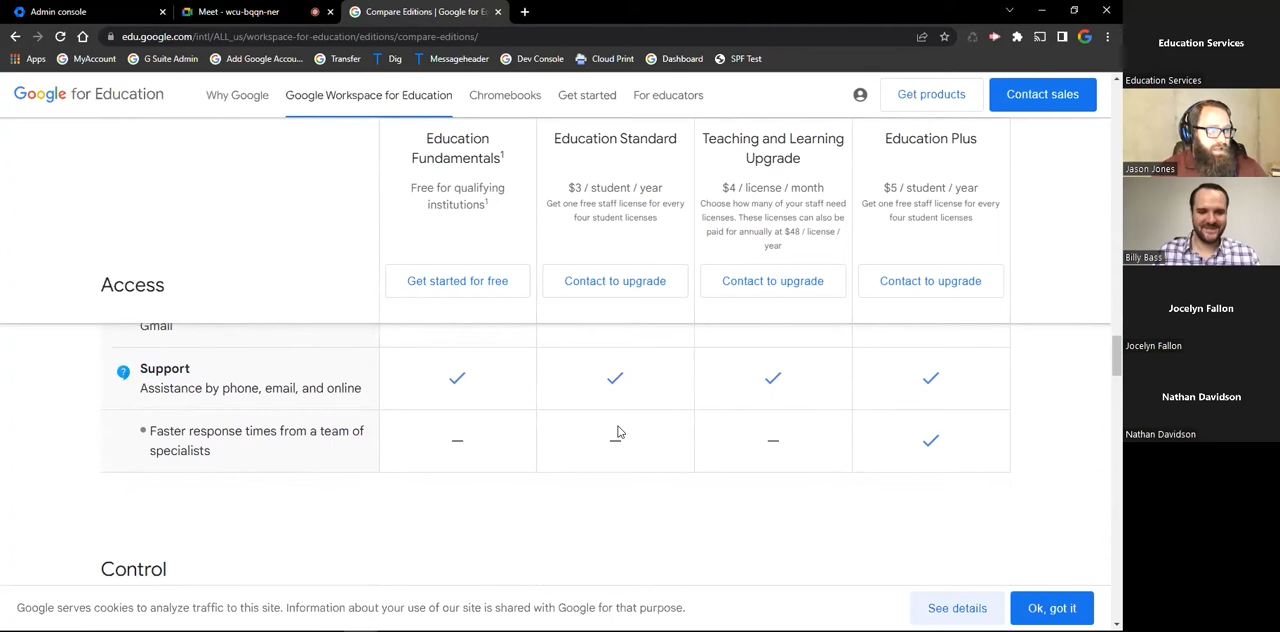 Admin console
Meet - wcu-bqqn-ner
Compare Editions | Google for E
edu.google.com/intl/ALL_us/workspace-for-education/editions/compare-editions/
Apps
MyAccount
G Suite Admin
Add Google Accou...
Transfer
Dig
Messageheader
Dev Console
Cloud Print
Dashboard
SPF Test
Google for Education
Why Google
Google Workspace for Education
Chromebooks
Get started
For educators
Get products
Contact sales
Education
Fundamentals1
Free for qualifying
institutions1
Get started for free
Education Standard
$3 / student / year
Get one free staff license for every
four student licenses
Contact to upgrade
Teaching and Learning
Upgrade
$4 / license / month
Choose how many of your staff need
licenses. These licenses can also be
paid for annually at $48 / license /
year
Contact to upgrade
Education Plus
$5 / student / year
Get one free staff license for every
four student licenses
Contact to upgrade
Access
Gmail
Support
Assistance by phone, email, and online
Faster response times from a team of
specialists
Control
Google serves cookies to analyze traffic to this site. Information about your use of our site is shared with Google for that purpose.
See details
Ok, got it
Education Services
Education Services
Jason Jones
Billy Bass
Jocelyn Fallon
Jocelyn Fallon
Nathan Davidson
Nathan Davidson